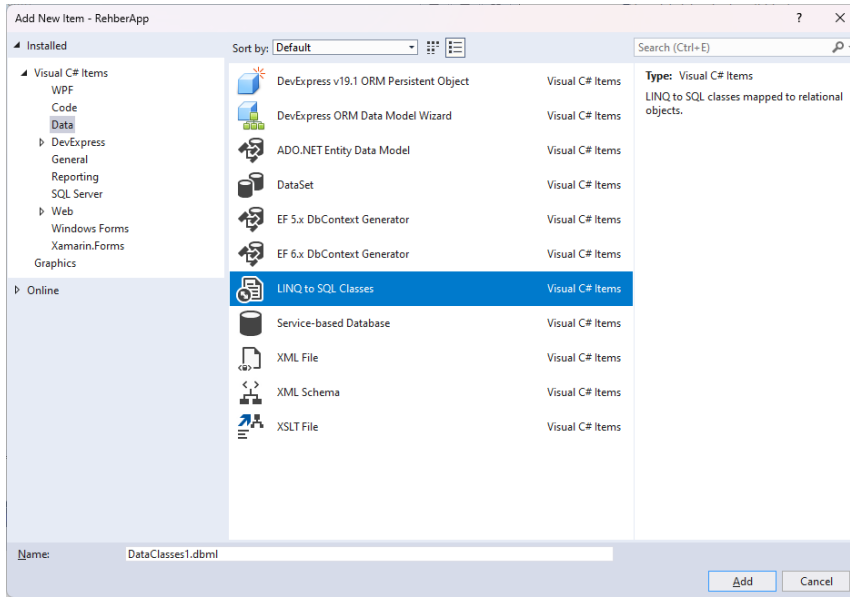 Add New Item - RehberApp
?
Installed
Sort by:
Default
Search (Ctrl+E)
Visual C# Items
WPF
Code
Data
DevExpress
General
Reporting
SQL Server
Web
Windows Forms
Xamarin.Forms
Graphics
Online
DevExpress v19.1 ORM Persistent Object Visual C# Items
DevExpress ORM Data Model Wizard Visual C# Items
ADO.NET Entity Data Model Visual C# Items
DataSet Visual C# Items
EF 5.x DbContext Generator Visual C# Items
EF 6.x DbContext Generator Visual C# Items
LINQ to SQL Classes Visual C# Items
Service-based Database Visual C# Items
XML File Visual C# Items
XML Schema Visual C# Items
XSLT File Visual C# Items
Type: Visual C# Items
LINQ to SQL classes mapped to relational
objects.
Name: DataClasses1.dbml
Add Cancel